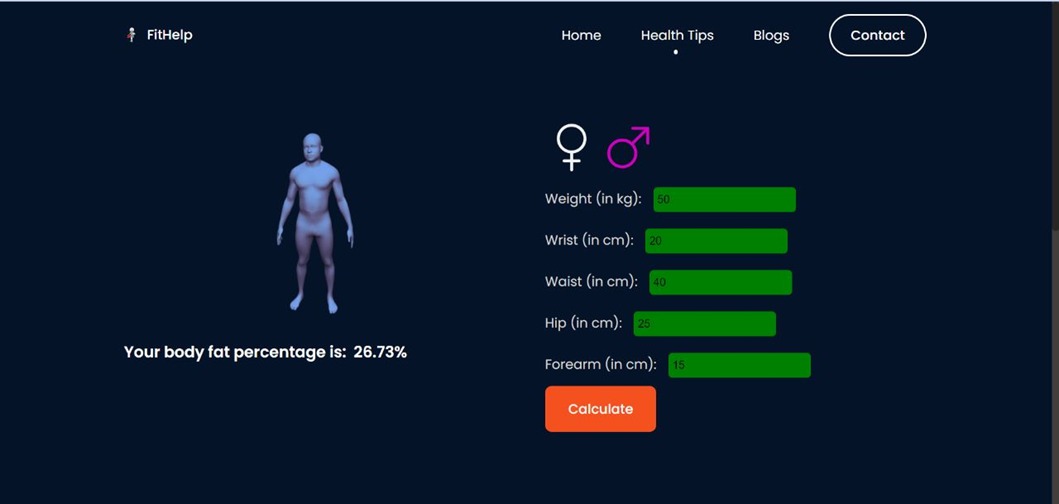 FitHelp Home Health Tips Blogs Contact
Weight (in kg): 50
Wrist (in cm): 20
Waist (in cm): 40
Hip (in cm): 25
Your body fat percentage is: 26.73%
Forearm (in cm): 15
Calculate